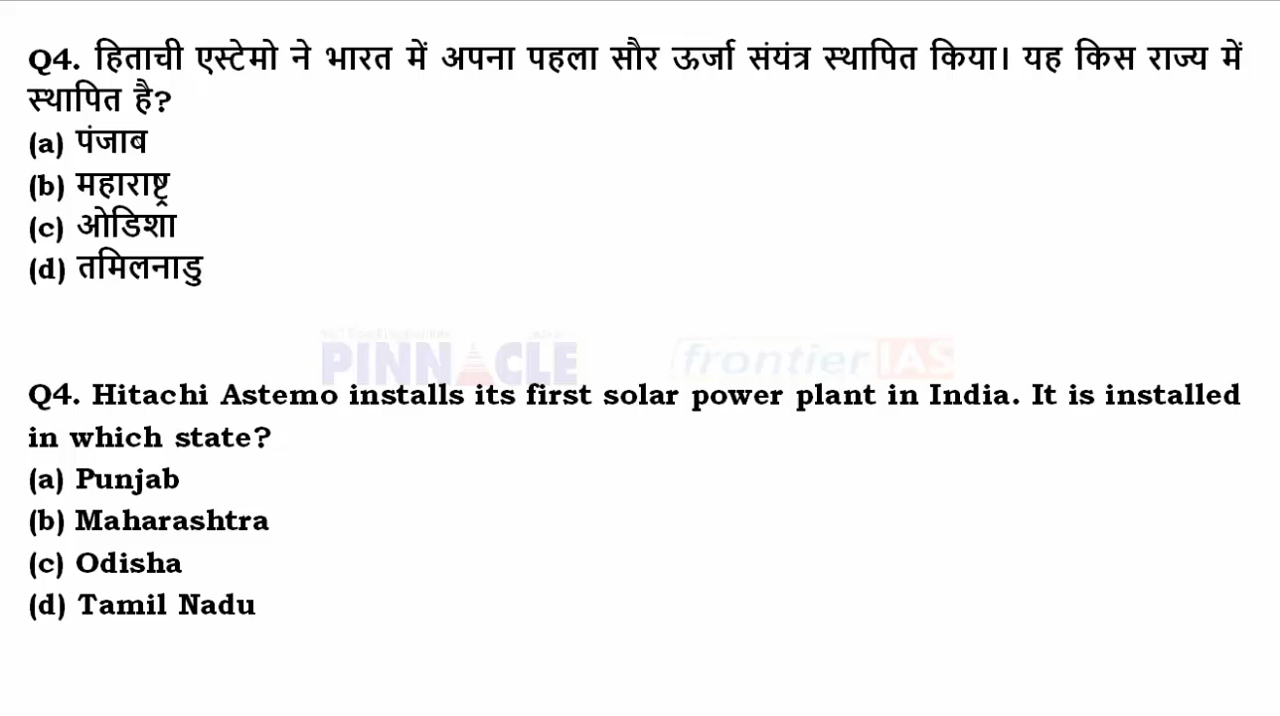 Q4. हिताची एस्टेमो ने भारत में अपना पहला सौर ऊर्जा संयंत्र स्थापित किया। यह किस राज्य में
स्थापित है?
(a) पंजाब
(b) महाराष्ट्र
(c) ओडिशा
(d) तमिलनाडु
PINNACLE frontier IAS
Q4. Hitachi Astemo installs its first solar power plant in India. It is installed
in which state?
(a) Punjab
(b) Maharashtra
(c) Odisha
(d) Tamil Nadu